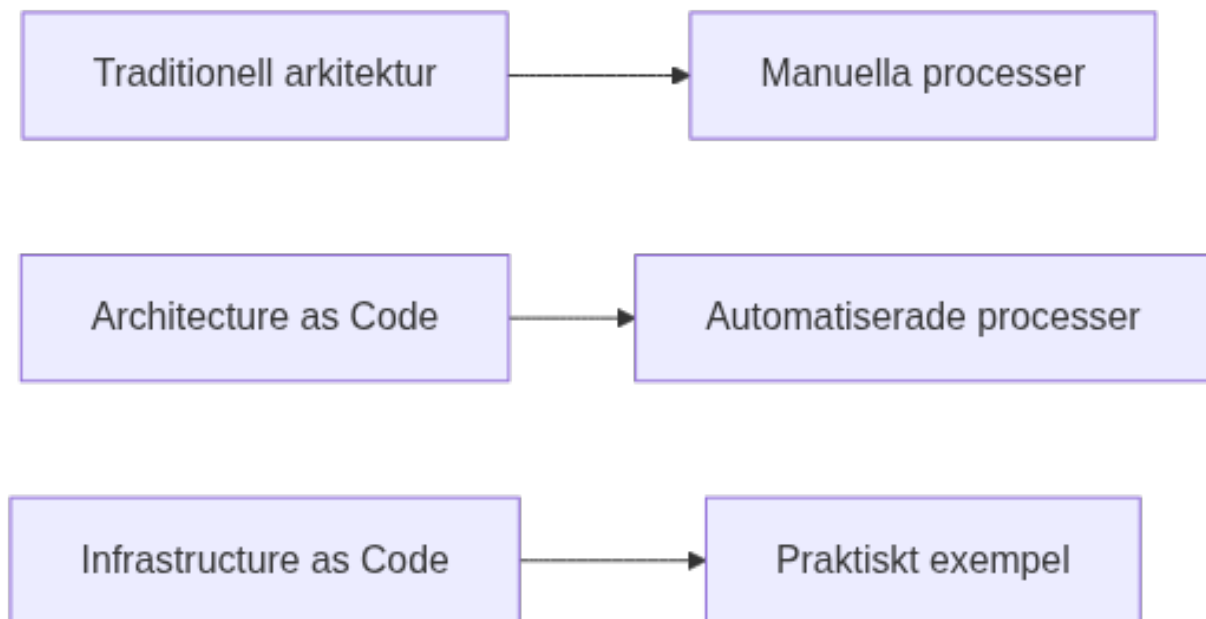 Traditionell arkitektur
Manuella processer
Architecture as Code
Automatiserade processer
Infrastructure as Code
Praktiskt exempel